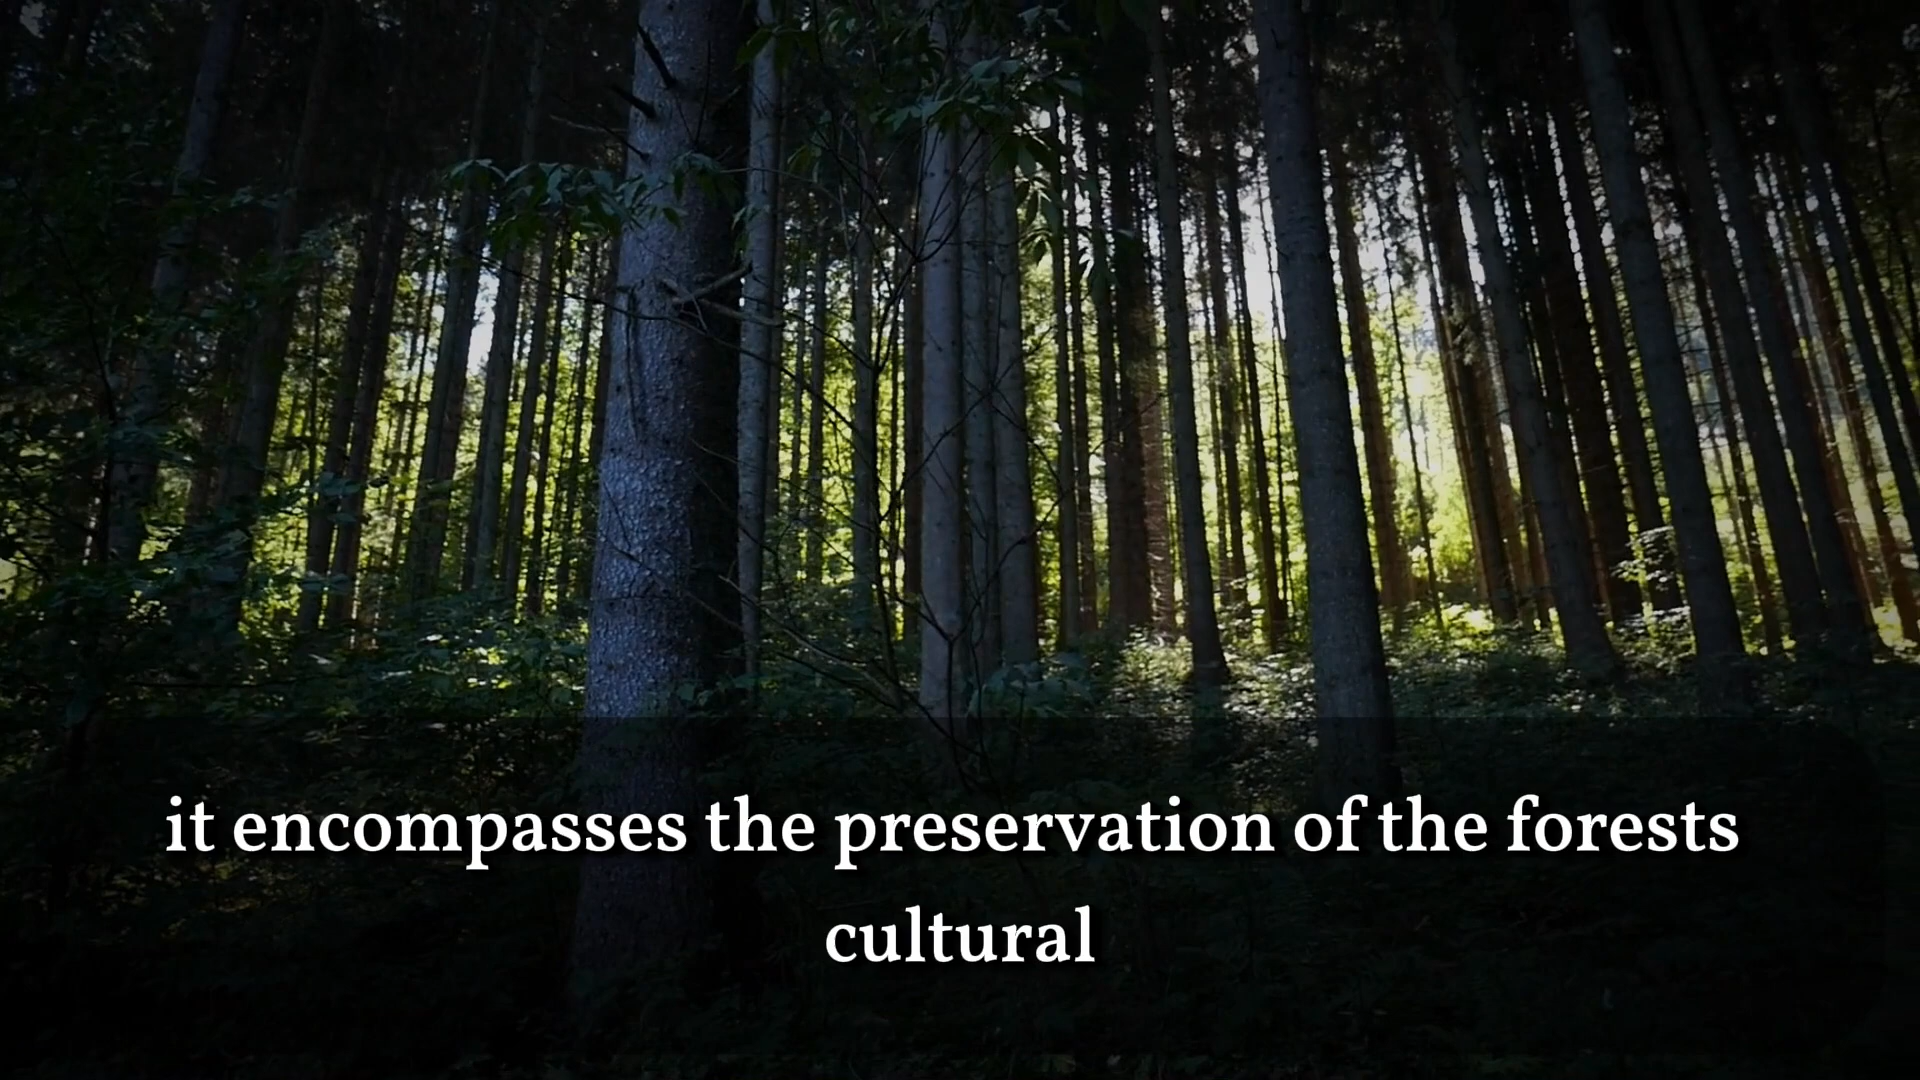 it encompasses the preservation of the forests
cultural